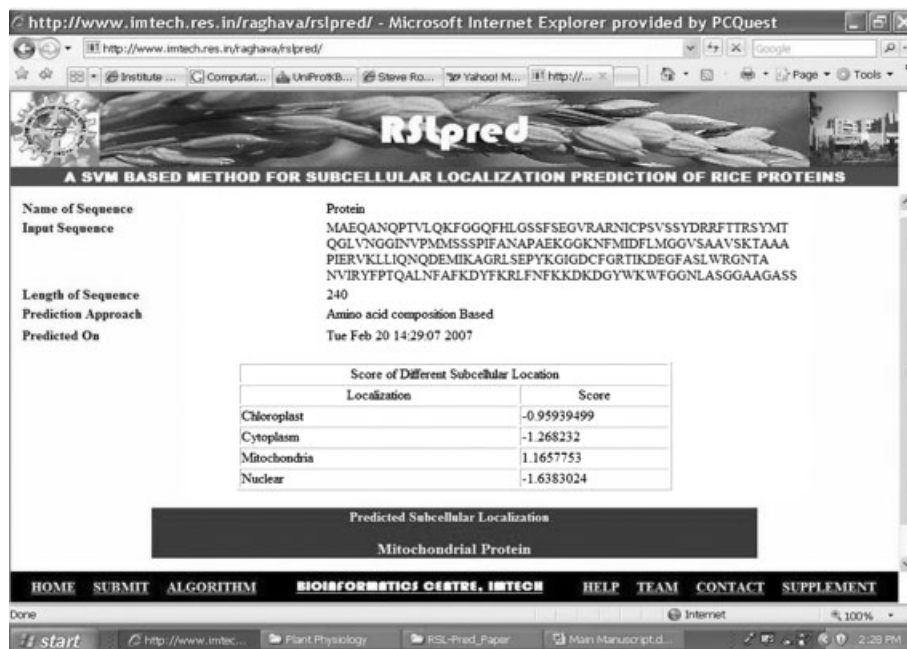 http://www.imtech.res.in/raghava/rslpred/ - Microsoft Internet Explorer provided by PCQuest
http://www.imtech.res.in/raghava/rslpred/ Google
Institute ... Computat... UniProtKB... Steve Ro... Yahoo! M... http://... Page Tools
RSLpred
A SVM BASED METHOD FOR SUBCELLULAR LOCALIZATION PREDICTION OF RICE PROTEINS
Name of Sequence Protein
Input Sequence MAEQANQPTVLQKFGGQFHLGSSFSEGVRARNICPSVSSYDRRFTTRSYMT
QGLVNGGINVPMMSSSPIFANAPAEKGGKNFMIDFLMGGVSAAVSKTAAA
PIERVKLLIQNQDEMIKAGRLSEPYKGIGDCFGRTIKDEGFASLWRGNTA
NVIRYFPTQALNFAFKDYFKRLFNFKKDKDGYWKWFGGNLASGGAAGASS
Length of Sequence 240
Prediction Approach Amino acid composition Based
Predicted On Tue Feb 20 14:29:07 2007
Score of Different Subcellular Location
Localization Score
Chloroplast -0.95939499
Cytoplasm -1.268232
Mitochondria 1.1657753
Nuclear -1.6383024
Predicted Subcellular Localization
Mitochondrial Protein
HOME SUBMIT ALGORITHM BIOINFORMATICS CENTRE, IMTECH HELP TEAM CONTACT SUPPLEMENT
Done Internet 100%
start http://www.imtec... Plant Physiology RSL-Pred_Paper Main Manuscript.d... 2:28 PM